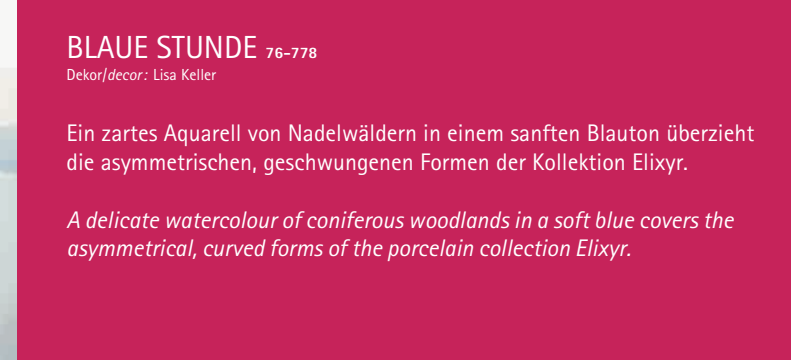 BLAUE STUNDE 76-778
Dekor/decor: Lisa Keller
Ein zartes Aquarell von Nadelwäldern in einem sanften Blauton überzieht
die asymmetrischen, geschwungenen Formen der Kollektion Elixyr.
A delicate watercolour of coniferous woodlands in a soft blue covers the
asymmetrical, curved forms of the porcelain collection Elixyr.